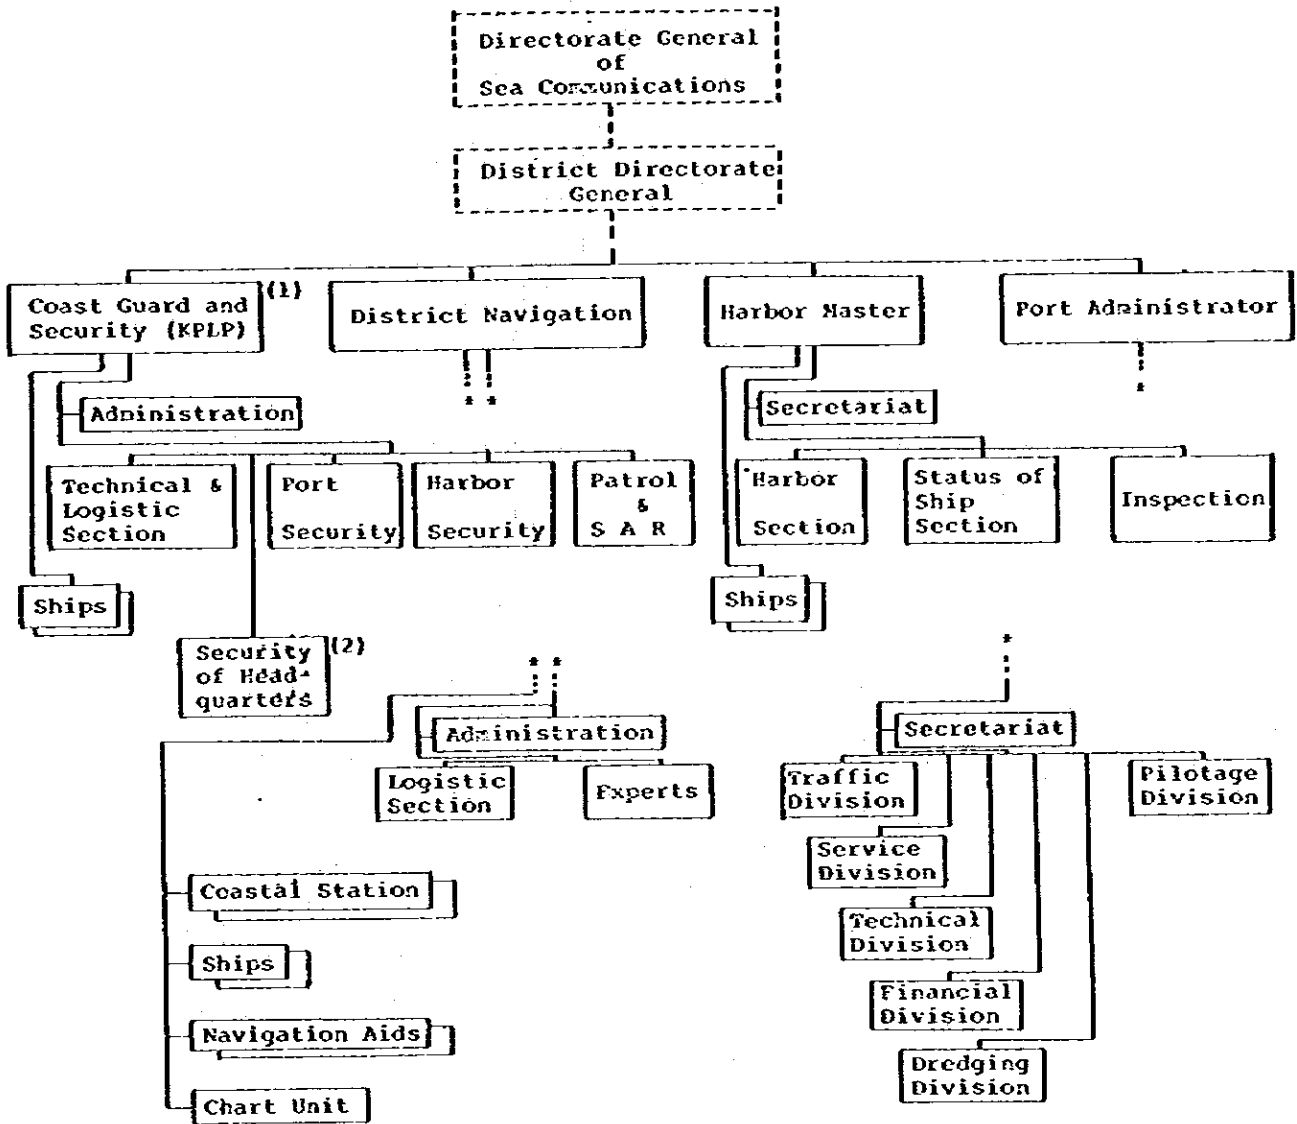 Directorate General
of
Sea Communications
District Directorate
General
Coast Guard and
Security (KPLP)
(1)
District Navigation
Harbor Master
Port Administrator
* *
*
Administration
Secretariat
Technical &
Logistic
Section
Port
Security
Harbor
Security
Patrol
&
S A R
Harbor
Section
Status of
Ship
Section
Inspection
Ships
Ships
Security
of Head-
quarters
(2)
* *
*
Administration
Secretariat
Logistic
Section
Experts
Traffic
Division
Pilotage
Division
Service
Division
Coastal Station
Technical
Division
Ships
Financial
Division
Navigation Aids
Dredging
Division
Chart Unit